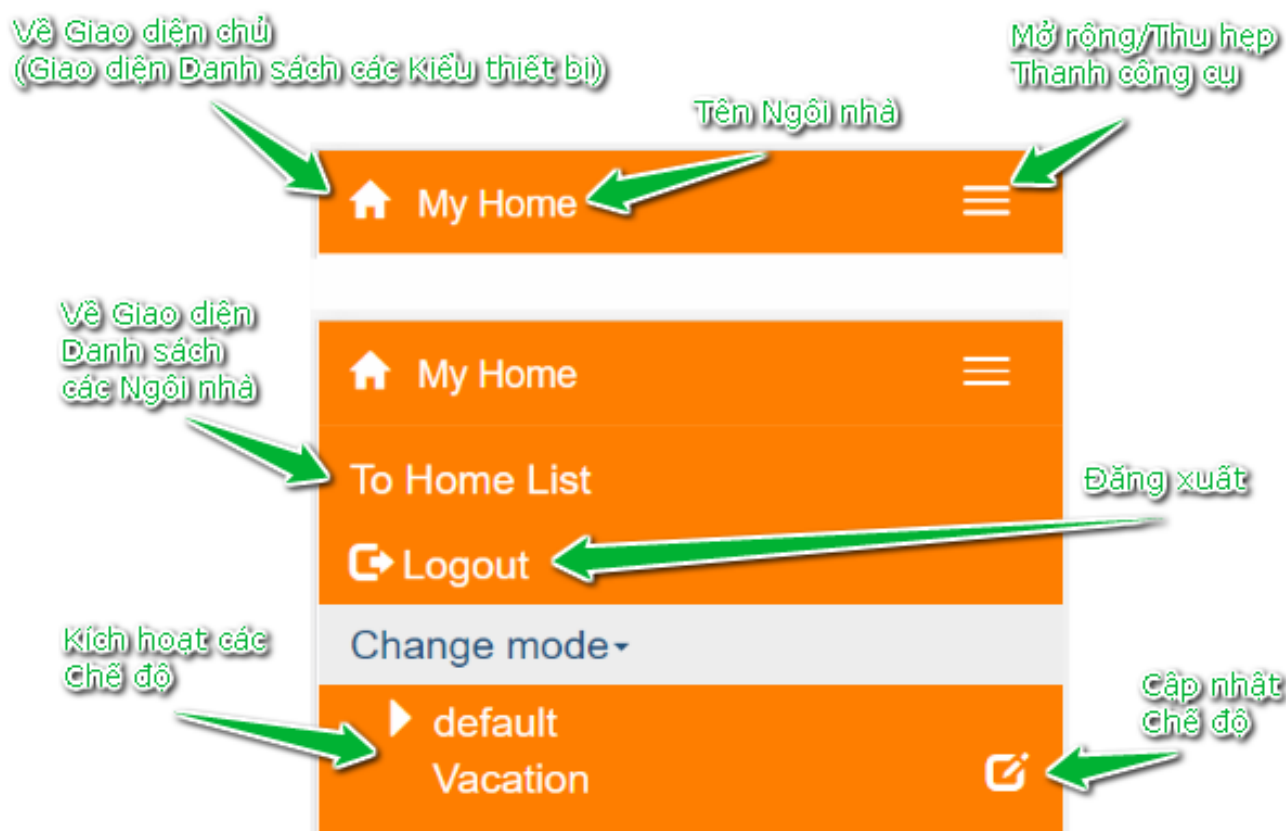 Về Giao diện chủ
(Giao diện Danh sách các Kiểu thiết bị)
Mở rộng/Thu hẹp
Thanh công cụ
Tên Ngôi nhà
My Home
Về Giao diện
Danh sách
các Ngôi nhà
My Home
To Home List
Đăng xuất
Logout
Kích hoạt các
Chế độ
Change mode
default
Vacation
Cập nhật
Chế độ